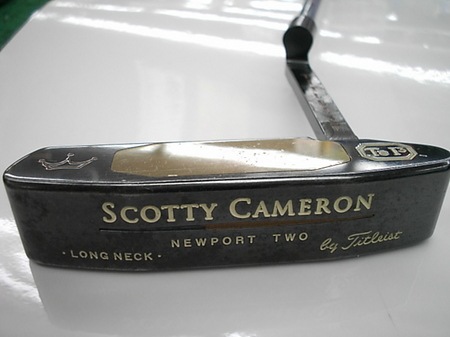 SCOTTY CAMERON
NEWPORT TWO
by Titleist
· LONG NECK ·